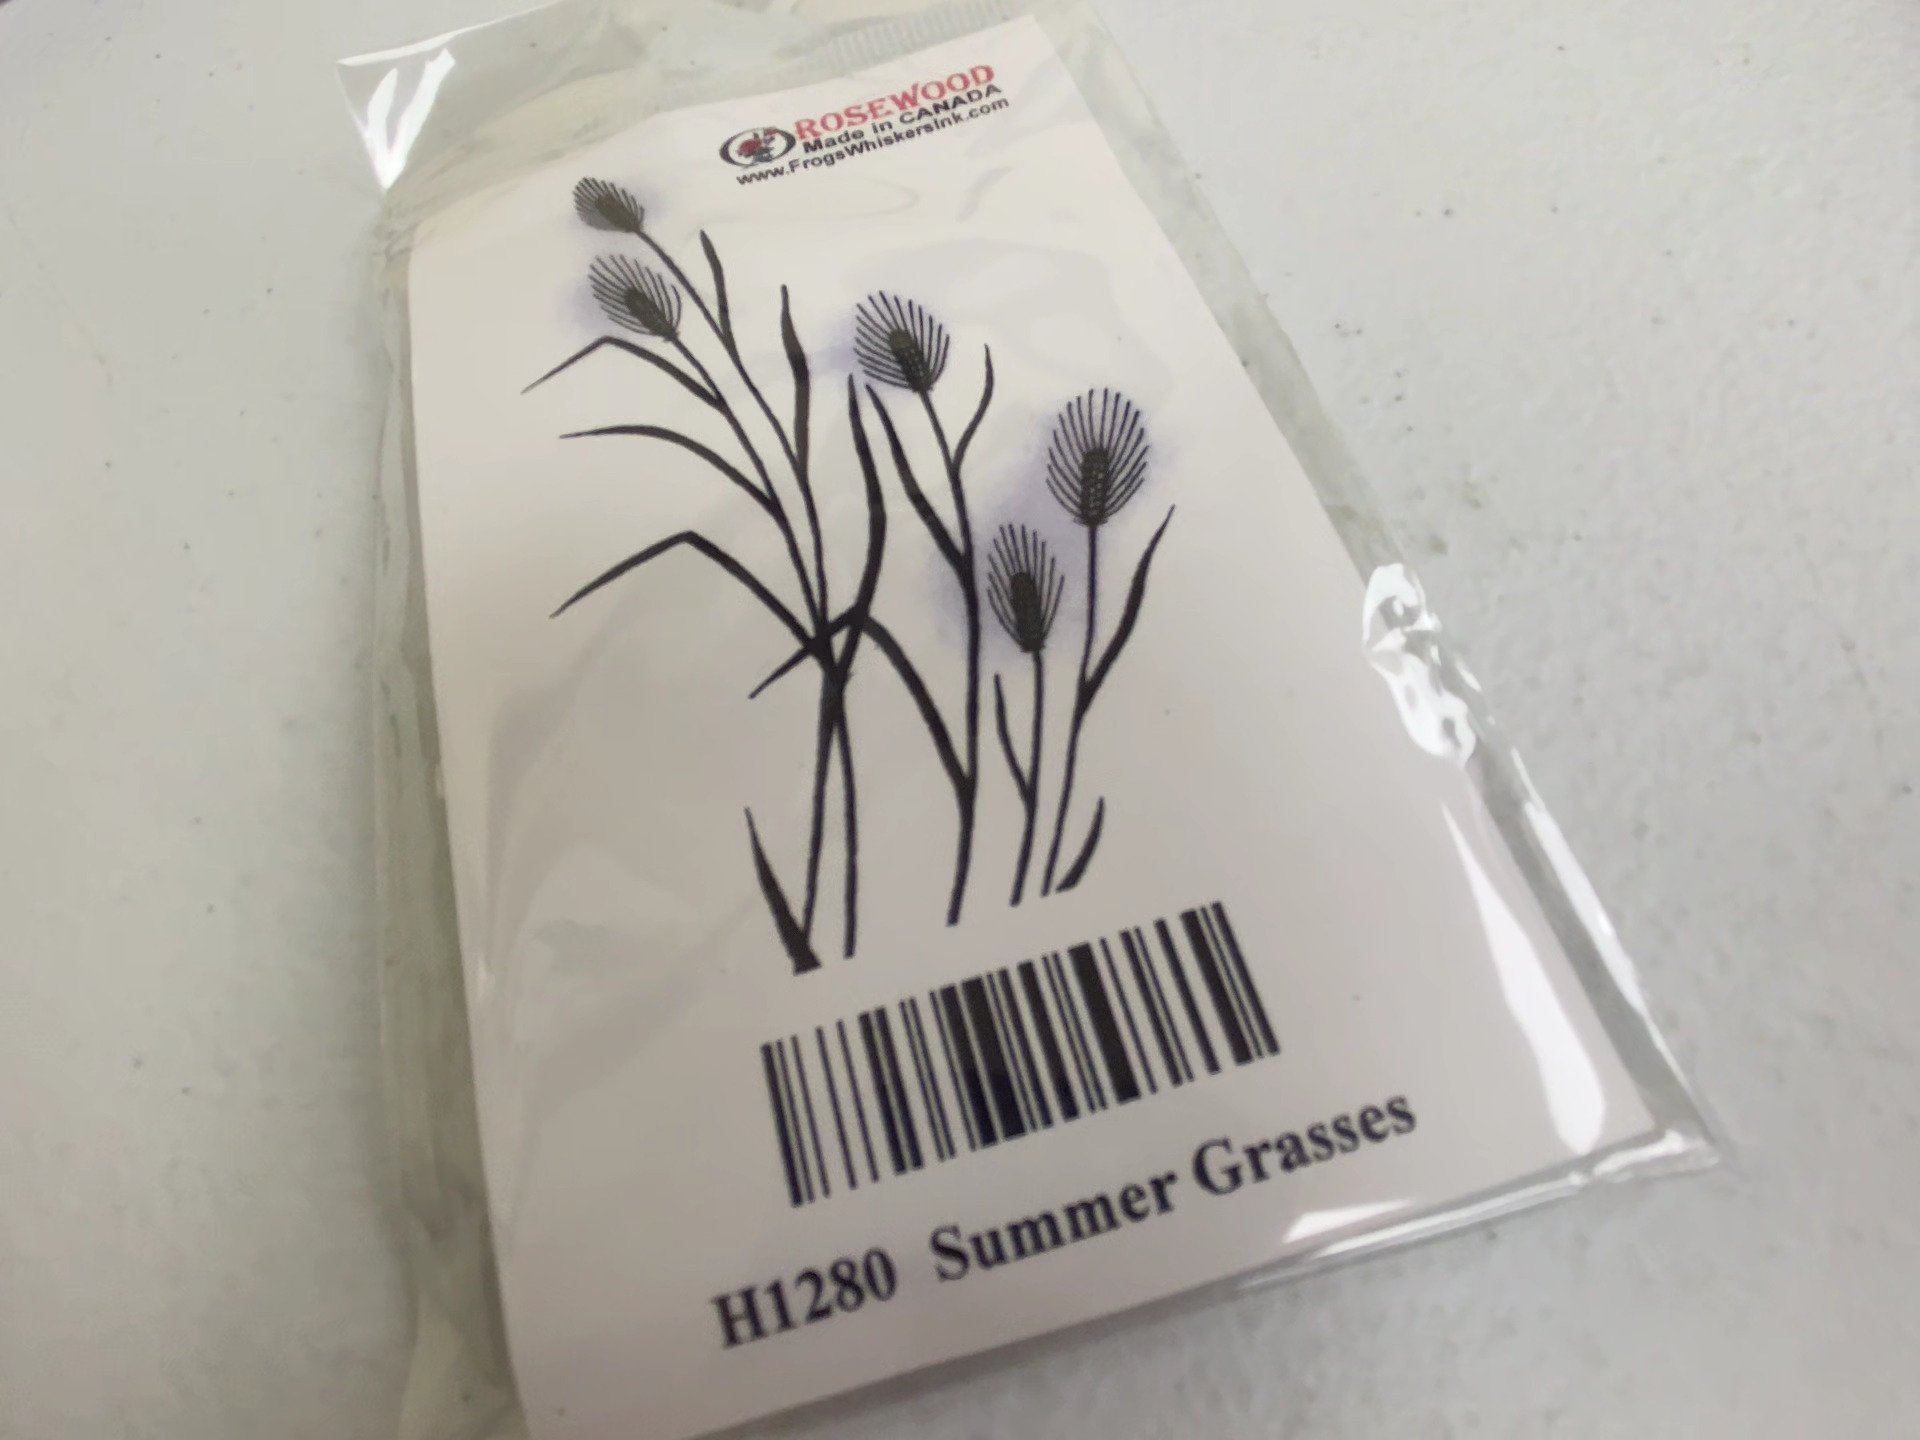 ROSEWOOD
Made in CANADA
www.FrogsWhiskersInk.com
H1280 Summer Grasses